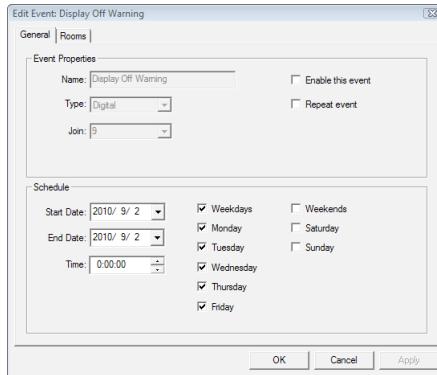 Edit Event: Display Off Warning
General Rooms
Event Properties
Name: Display Off Warning
Enable this event
Type: Digital
Repeat event
Join: 9
Schedule
Start Date: 2010/ 9/ 2
Weekdays
Weekends
Monday
Saturday
End Date: 2010/ 9/ 2
Tuesday
Sunday
Time: 0:00:00
Wednesday
Thursday
Friday
OK Cancel Apply